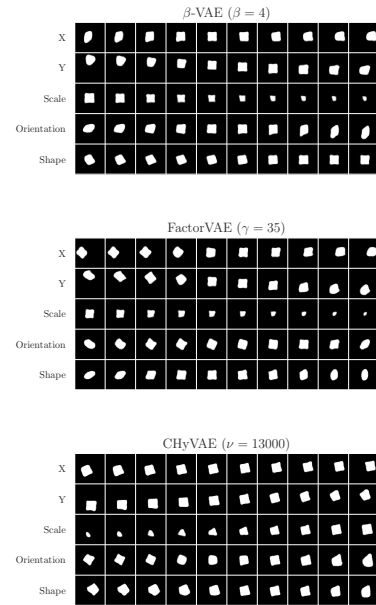 β-VAE (β = 4)
X
Y
Scale
Orientation
Shape
FactorVAE (γ = 35)
X
Y
Scale
Orientation
Shape
CHyVAE (ν = 13000)
X
Y
Scale
Orientation
Shape